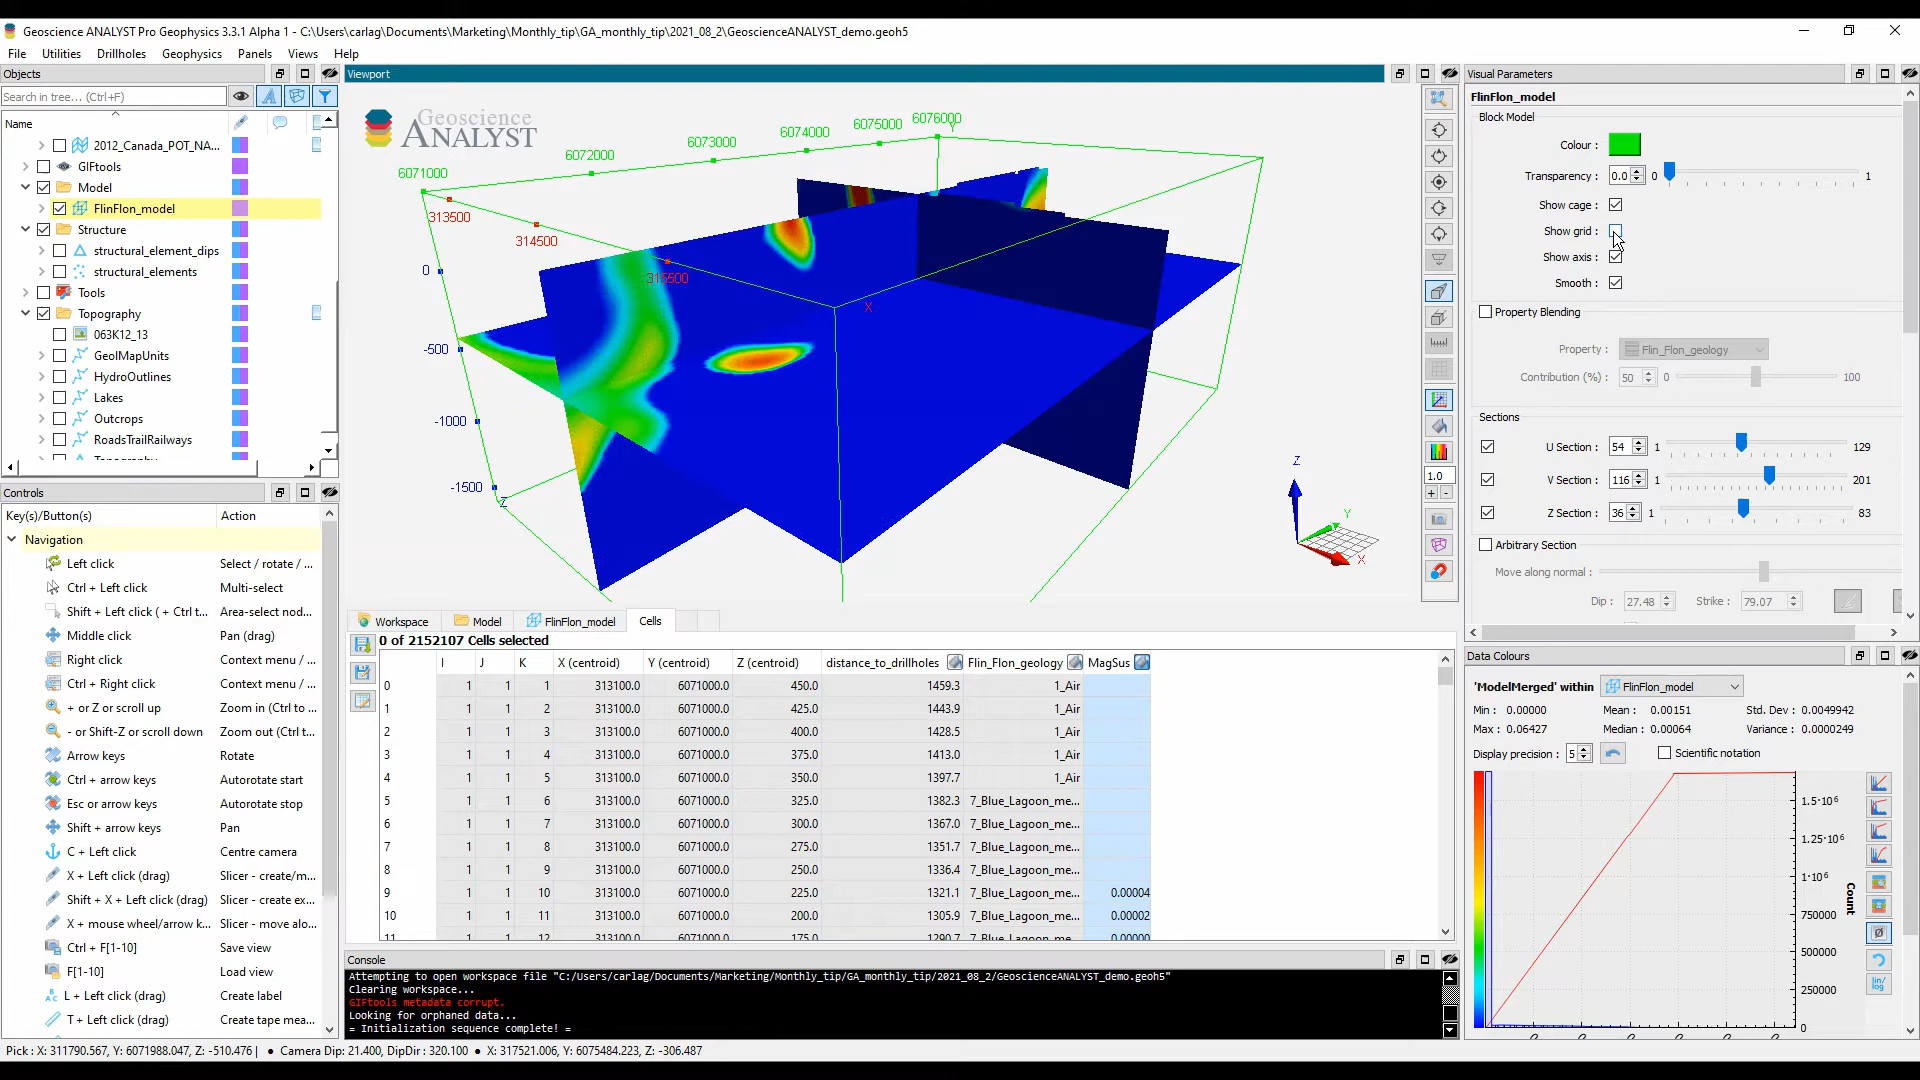 Geoscience ANALYST Pro Geophysics 3.3.1 Alpha 1 - C:\Users\carlag\Documents\Marketing\Monthly_tip\GA_monthly_tip\2021_08_2\GeoscienceANALYST_demo.geoh5
File Utilities Drillholes Geophysics Panels Views Help
Objects
Search in tree... (Ctrl+F)
Name
2012_Canada_POT_NA...
GIFtools
Model
FlinFlon_model
Structure
structural_element_dips
structural_elements
Tools
Topography
063K12_13
GeolMapUnits
HydroOutlines
Lakes
Outcrops
RoadsTrailRailways
Controls
Key(s)/Button(s) Action
Navigation
Left click Select / rotate / ...
Ctrl + Left click Multi-select
Shift + Left click ( + Ctrl t... Area-select nod...
Middle click Pan (drag)
Right click Context menu / ...
Ctrl + Right click Context menu / ...
+ or Z or scroll up Zoom in (Ctrl to ...
- or Shift-Z or scroll down Zoom out (Ctrl t...
Arrow keys Rotate
Ctrl + arrow keys Autorotate start
Esc or arrow keys Autorotate stop
Shift + arrow keys Pan
C + Left click Centre camera
X + Left click (drag) Slicer - create/m...
Shift + X + Left click (drag) Slicer - create ex...
X + mouse wheel/arrow k... Slicer - move alo...
Ctrl + F[1-10] Save view
F[1-10] Load view
L + Left click (drag) Create label
T + Left click (drag) Create tape mea...
Viewport
Geoscience
ANALYST
6071000 6072000 6073000 6074000 6075000 6076000 Y
313500
314500
315500
X
0
-500
-1000
-1500
Z
Z
Y
X
1.0
+ -
Workspace Model FlinFlon_model Cells
0 of 2152107 Cells selected
I J K X (centroid) Y (centroid) Z (centroid) distance_to_drillholes Flin_Flon_geology MagSus
0 1 1 1 313100.0 6071000.0 450.0 1459.3 1_Air
1 1 1 2 313100.0 6071000.0 425.0 1443.9 1_Air
2 1 1 3 313100.0 6071000.0 400.0 1428.5 1_Air
3 1 1 4 313100.0 6071000.0 375.0 1413.0 1_Air
4 1 1 5 313100.0 6071000.0 350.0 1397.7 1_Air
5 1 1 6 313100.0 6071000.0 325.0 1382.3 7_Blue_Lagoon_me...
6 1 1 7 313100.0 6071000.0 300.0 1367.0 7_Blue_Lagoon_me...
7 1 1 8 313100.0 6071000.0 275.0 1351.7 7_Blue_Lagoon_me...
8 1 1 9 313100.0 6071000.0 250.0 1336.4 7_Blue_Lagoon_me...
9 1 1 10 313100.0 6071000.0 225.0 1321.1 7_Blue_Lagoon_me... 0.00004
10 1 1 11 313100.0 6071000.0 200.0 1305.9 7_Blue_Lagoon_me... 0.00002
11 1 1 12 313100.0 6071000.0 175.0 1290.7 7_Blue_Lagoon_me... 0.00000
Console
Attempting to open workspace file "C:/Users/carlag/Documents/Marketing/Monthly_tip/GA_monthly_tip/2021_08_2/GeoscienceANALYST_demo.geoh5"
Clearing workspace...
GIFtools metadata corrupt.
Looking for orphaned data...
= Initialization sequence complete! =
Visual Parameters
FlinFlon_model
Block Model
Colour :
Transparency : 0.0 0 1
Show cage :
Show grid :
Show axis :
Smooth :
Property Blending
Property : Flin_Flon_geology
Contribution (%) : 50 0 100
Sections
U Section : 54 1 129
V Section : 116 1 201
Z Section : 36 1 83
Arbitrary Section
Move along normal :
Dip : 27.48 Strike : 79.07
Data Colours
'ModelMerged' within FlinFlon_model
Min : 0.00000 Mean : 0.00151 Std. Dev : 0.0049942
Max : 0.06427 Median : 0.00064 Variance : 0.0000249
Display precision : 5 Scientific notation
1.5·10⁶
1.25·10⁶
1·10⁶
750000
500000
250000
0
Count
lin/
log
Pick : X: 311790.567, Y: 6071988.047, Z: -510.476 | ● Camera Dip: 21.400, DipDir : 320.100 ● X: 317521.006, Y: 6075484.223, Z: -306.487